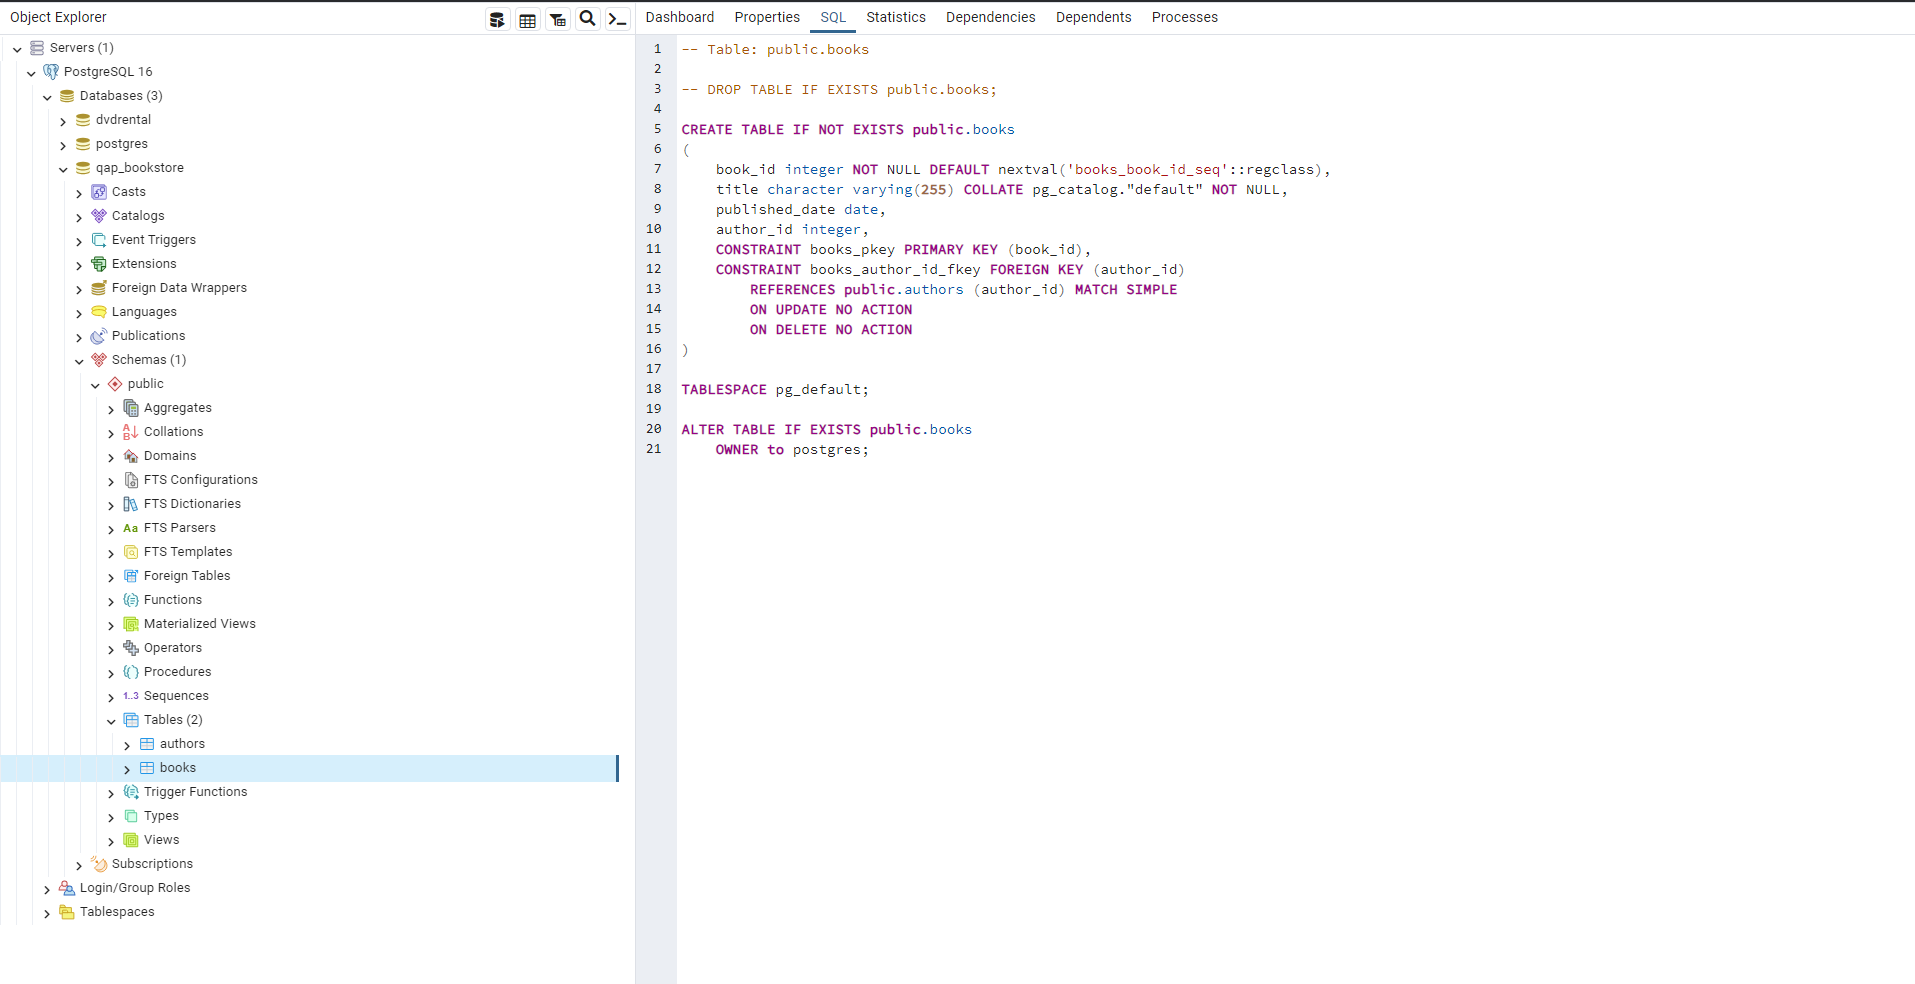 Object Explorer
Servers (1)
PostgreSQL 16
Databases (3)
dvdrental
postgres
qap_bookstore
Casts
Catalogs
Event Triggers
Extensions
Foreign Data Wrappers
Languages
Publications
Schemas (1)
public
Aggregates
Collations
Domains
FTS Configurations
FTS Dictionaries
Aa FTS Parsers
FTS Templates
Foreign Tables
Functions
Materialized Views
Operators
Procedures
1..3 Sequences
Tables (2)
authors
books
Trigger Functions
Types
Views
Subscriptions
Login/Group Roles
Tablespaces
Dashboard Properties SQL Statistics Dependencies Dependents Processes
1 -- Table: public.books
2
3 -- DROP TABLE IF EXISTS public.books;
4
5 CREATE TABLE IF NOT EXISTS public.books
6 (
7     book_id integer NOT NULL DEFAULT nextval('books_book_id_seq'::regclass),
8     title character varying(255) COLLATE pg_catalog."default" NOT NULL,
9     published_date date,
10     author_id integer,
11     CONSTRAINT books_pkey PRIMARY KEY (book_id),
12     CONSTRAINT books_author_id_fkey FOREIGN KEY (author_id)
13         REFERENCES public.authors (author_id) MATCH SIMPLE
14         ON UPDATE NO ACTION
15         ON DELETE NO ACTION
16 )
17
18 TABLESPACE pg_default;
19
20 ALTER TABLE IF EXISTS public.books
21     OWNER to postgres;